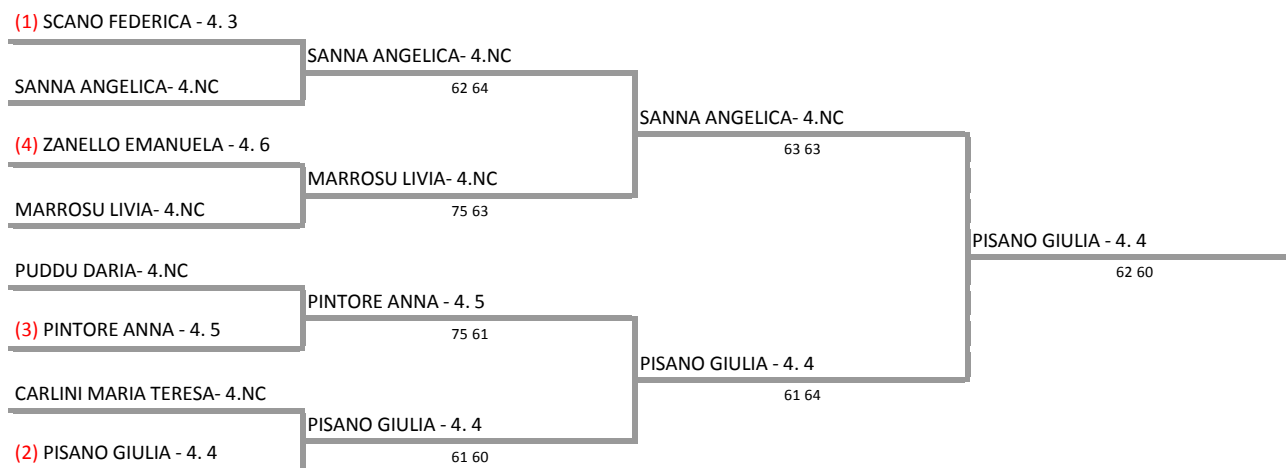 (1) SCANO FEDERICA - 4. 3
SANNA ANGELICA- 4.NC
62 64
SANNA ANGELICA- 4.NC
SANNA ANGELICA- 4.NC
63 63
(4) ZANELLO EMANUELA - 4. 6
MARROSU LIVIA- 4.NC
75 63
MARROSU LIVIA- 4.NC
PISANO GIULIA - 4. 4
62 60
PUDDU DARIA- 4.NC
PINTORE ANNA - 4. 5
75 61
(3) PINTORE ANNA - 4. 5
PISANO GIULIA - 4. 4
61 64
CARLINI MARIA TERESA- 4.NC
PISANO GIULIA - 4. 4
61 60
(2) PISANO GIULIA - 4. 4